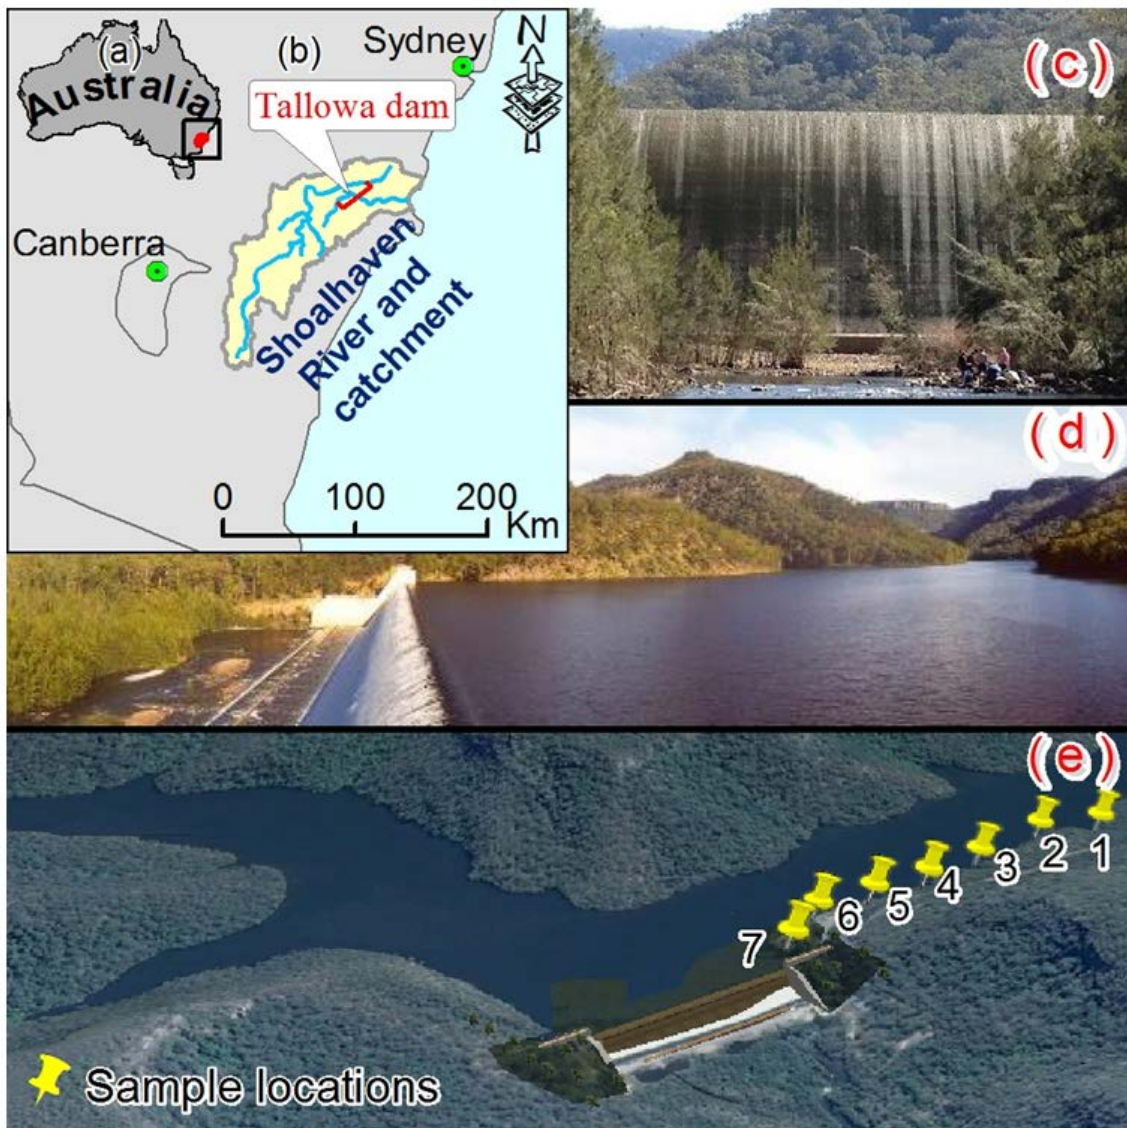 (a)
Australia
(b)
Sydney
N
Tallowa dam
Canberra
Shoalhaven
River and
catchment
0 100 200
Km
(c)
(d)
(e)
1
2
3
4
5
6
7
Sample locations